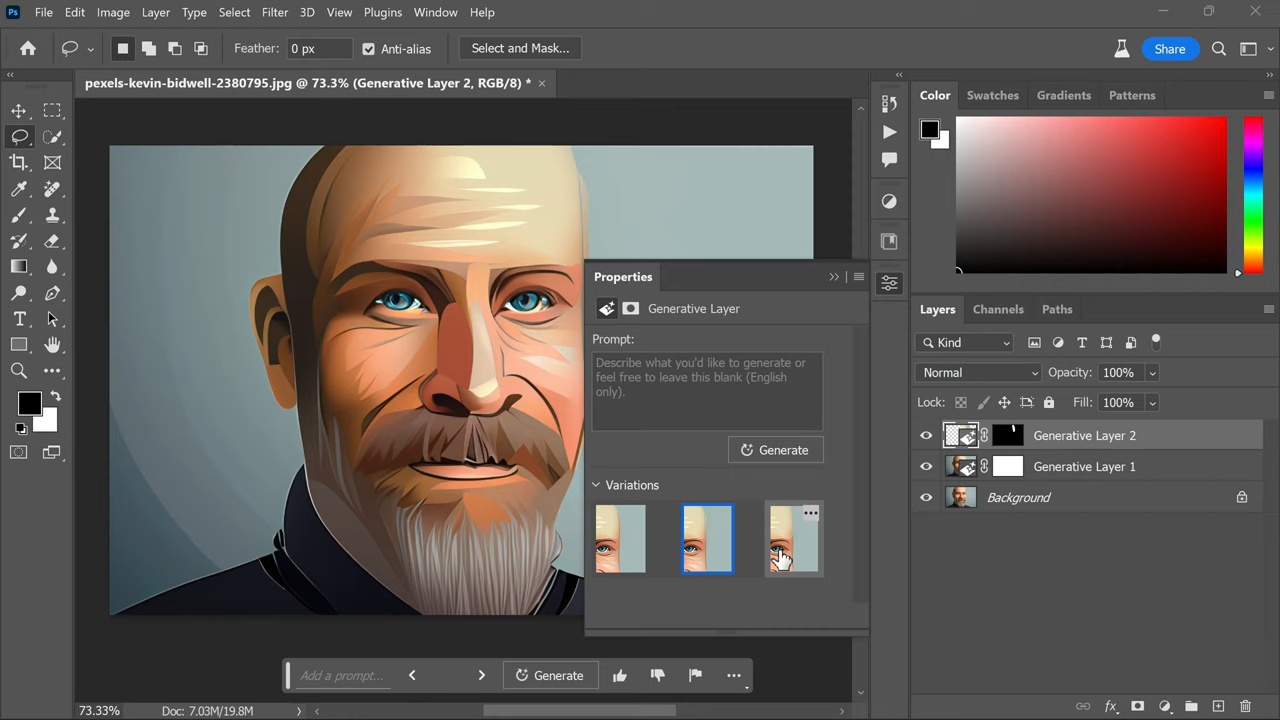 Ps File Edit Image Layer Type Select Filter 3D View Plugins Window Help
Feather: 0 px Anti-alias Select and Mask... Share
pexels-kevin-bidwell-2380795.jpg @ 73.3% (Generative Layer 2, RGB/8) *
Color Swatches Gradients Patterns
Properties
Generative Layer
Prompt:
Describe what you'd like to generate or
feel free to leave this blank (English
only).
Generate
Variations
Layers Channels Paths
Kind
Normal Opacity: 100%
Lock: Fill: 100%
Generative Layer 2
Generative Layer 1
Background
Add a prompt... Generate
73.33% Doc: 7.03M/19.8M